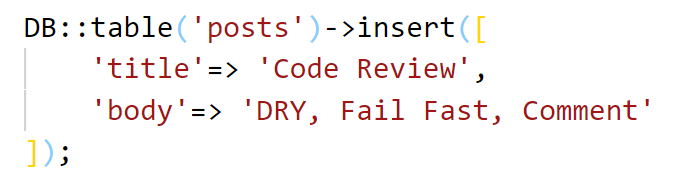 DB::table('posts')->insert([
    'title'=> 'Code Review',
    'body'=> 'DRY, Fail Fast, Comment'
]);